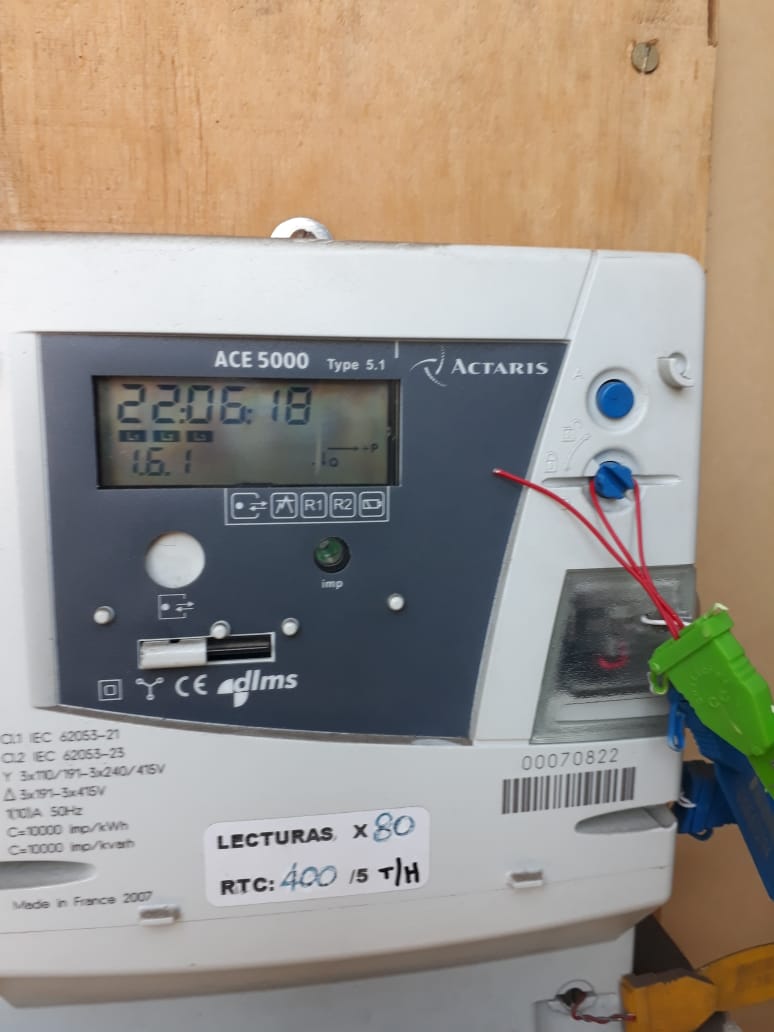 ACE 5000 Type 5.1
ACTARIS
22:06:18
L1 L2 L3
1.6.1
+P
Q
R1 R2
A
imp
CE dlms
Cl.1 IEC 62053-21
Cl.2 IEC 62053-23
Y 3x110/191-3x240/415V
Δ 3x191-3x415V
1(10)A 50Hz
C=10000 imp/kWh
C=10000 imp/kvarh
Made in France 2007
00070822
LECTURAS X 80
RTC: 400 /5 T/H